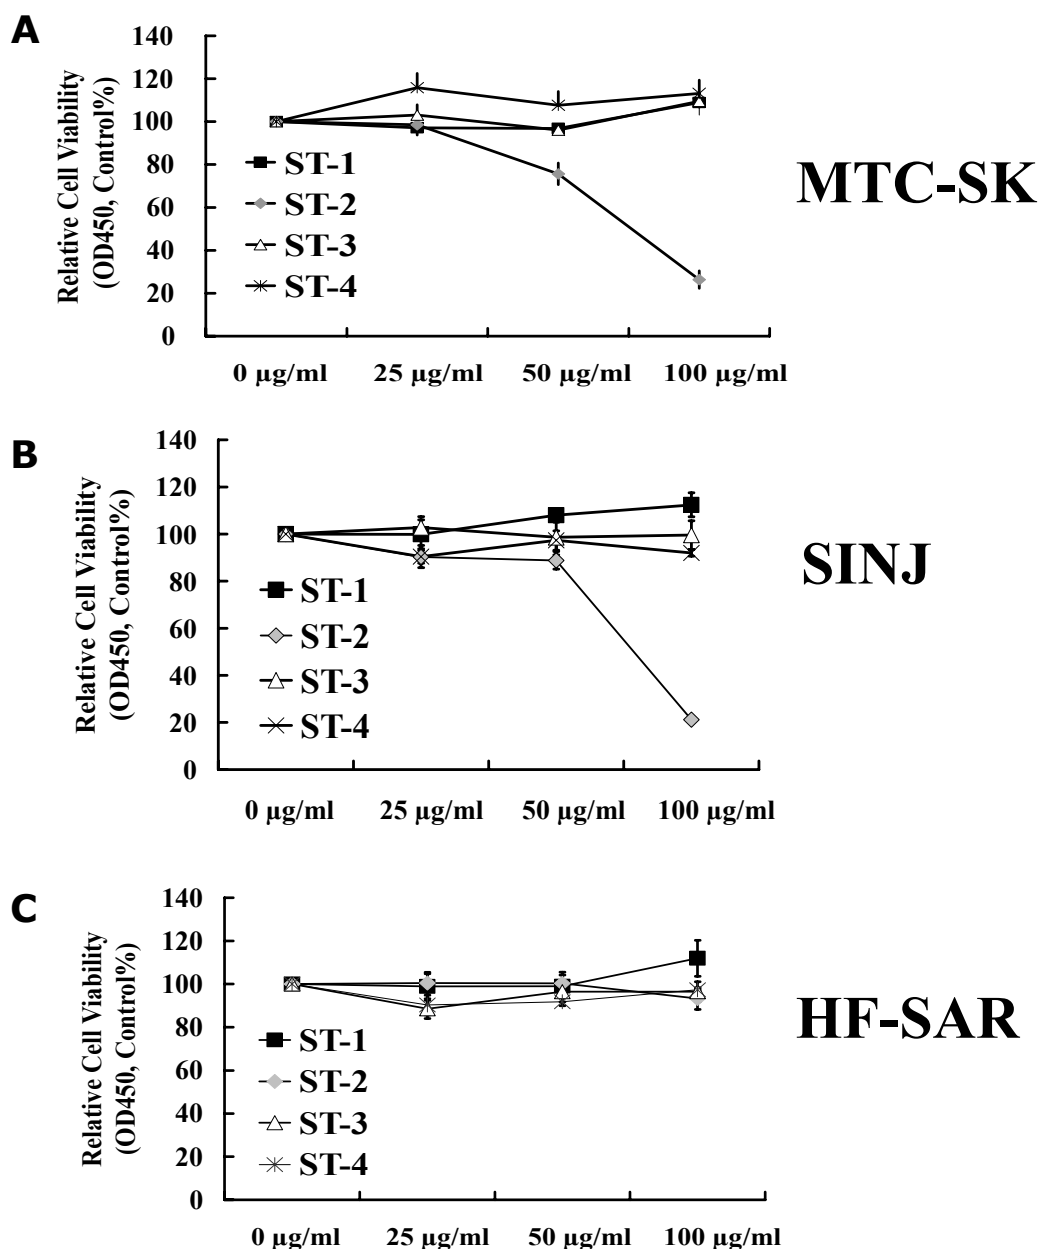 A
Relative Cell Viability
(OD450, Control%)
140
120
100
80
60
40
20
0
ST-1
ST-2
ST-3
ST-4
0 µg/ml 25 µg/ml 50 µg/ml 100 µg/ml
MTC-SK
B
Relative Cell Viability
(OD450, Control%)
140
120
100
80
60
40
20
0
ST-1
ST-2
ST-3
ST-4
0 µg/ml 25 µg/ml 50 µg/ml 100 µg/ml
SINJ
C
Relative Cell Viability
(OD450, Control%)
140
120
100
80
60
40
20
0
ST-1
ST-2
ST-3
ST-4
0 µg/ml 25 µg/ml 50 µg/ml 100 µg/ml
HF-SAR